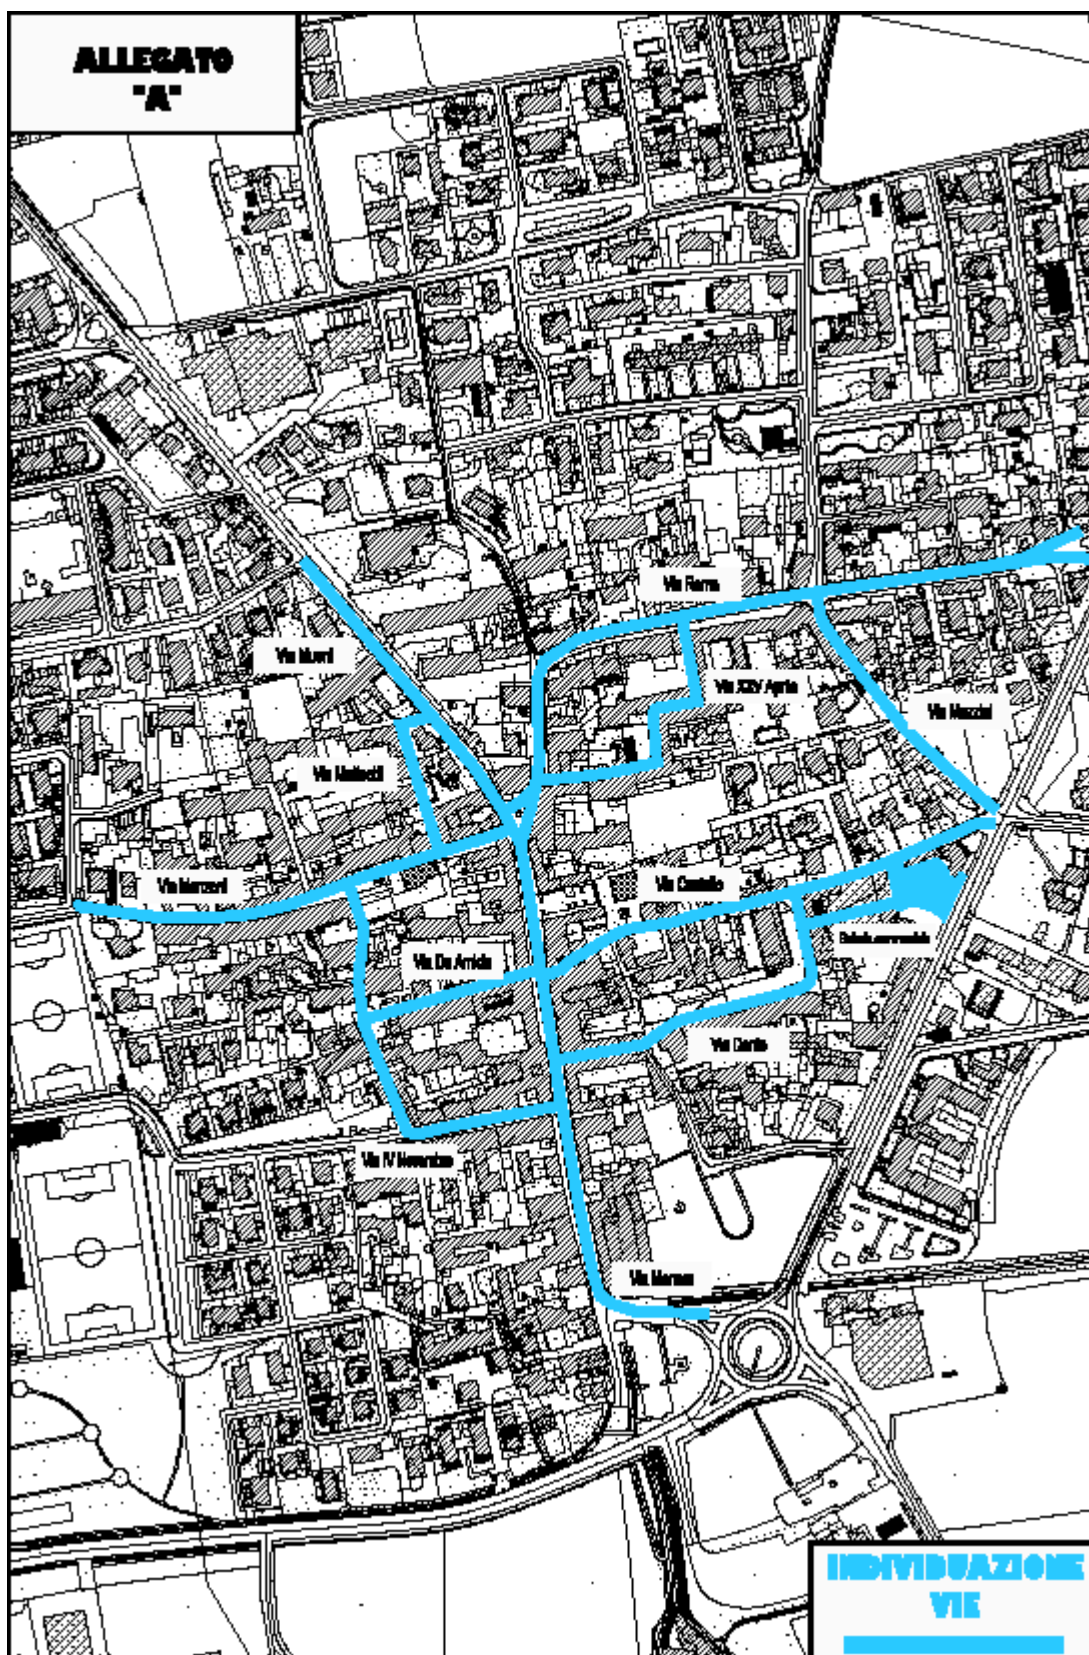 ALLEGATO
"A"
Via Roma
Via
Via XXV Aprile
Via Mazzini
Via Matteotti
Via Manzoni
Via Castello
Via De Amicis
Via Dante
Via IV Novembre
Via Marconi
INDIVIDUAZIONE
VIE